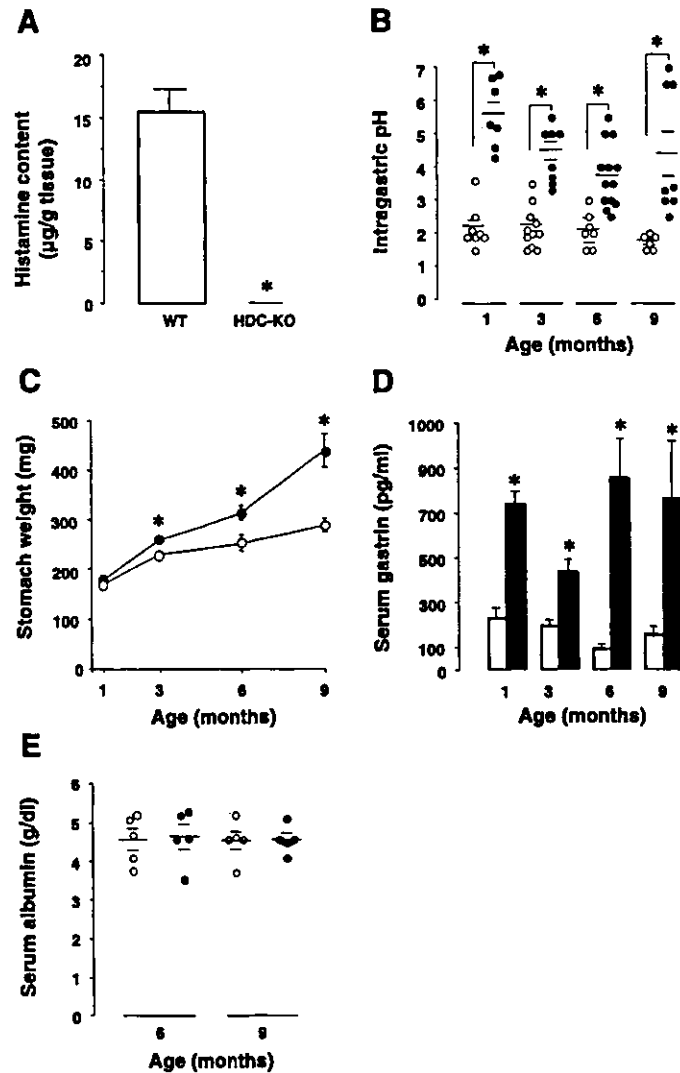 A
Histamine content
(µg/g tissue)
20
15
10
5
0
*
WT
HDC-KO
B
Intragastric pH
7
6
5
4
3
2
1
0
* * * *
1 3 6 9
Age (months)
C
Stomach weight (mg)
500
400
300
200
100
0
* * *
1 3 6 9
Age (months)
D
Serum gastrin (pg/ml)
1000
900
700
500
300
100
0
* * * *
1 3 6 9
Age (months)
E
Serum albumin (g/dl)
6
5
4
3
2
1
0
6 9
Age (months)